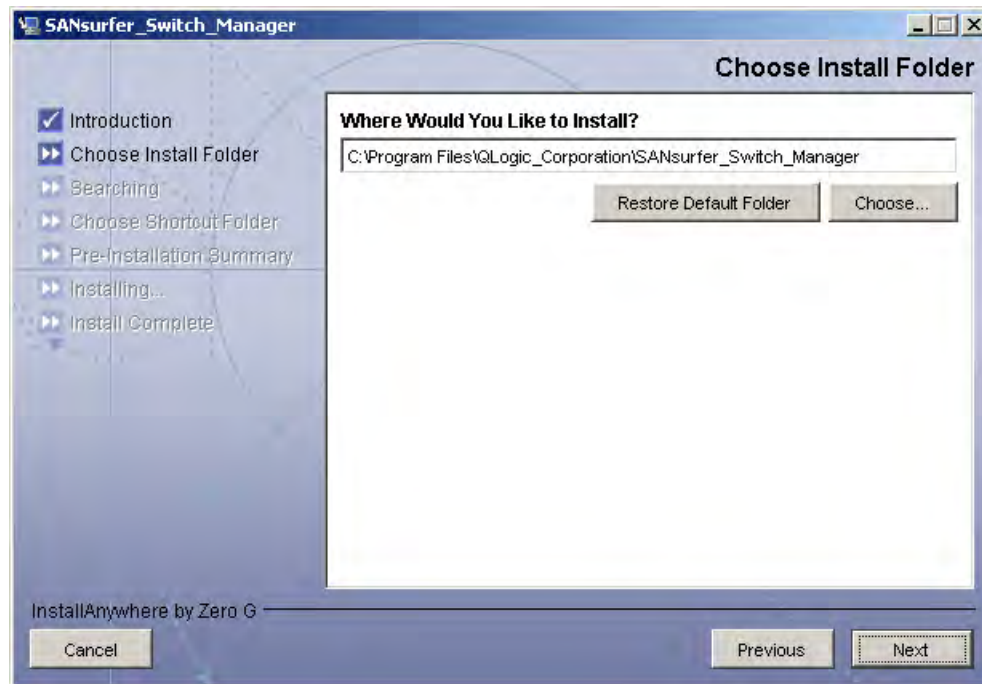 SANsurfer_Switch_Manager
Choose Install Folder
Introduction
Choose Install Folder
Searching
Choose Shortcut Folder
Pre-Installation Summary
Installing...
Install Complete
Where Would You Like to Install?
C:\Program Files\QLogic_Corporation\SANsurfer_Switch_Manager
Restore Default Folder
Choose...
InstallAnywhere by Zero G
Cancel
Previous
Next